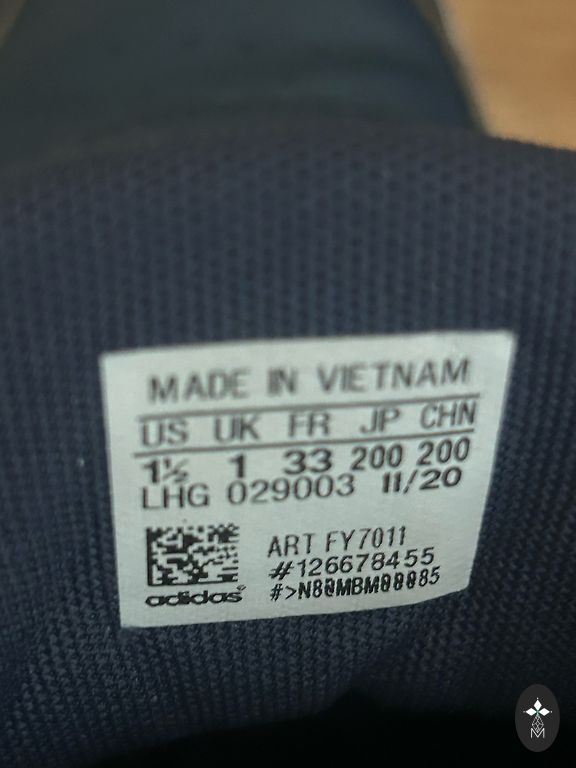 MADE IN VIETNAM
US UK FR JP CHN
1½ 1 33 200 200
LHG 029003 11/20
ART FY7011
#126678455
adidas
M